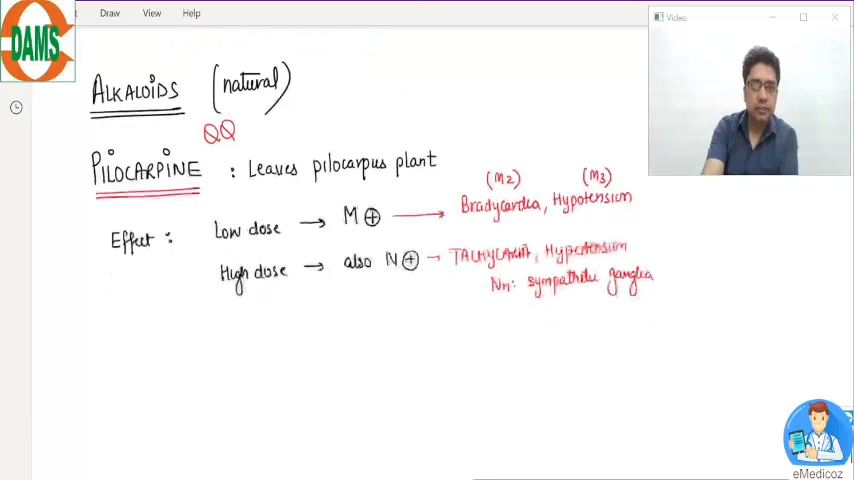 Draw View Help
Video
DAMS
ALKALOIDS (natural)
QQ
PILOCARPINE : Leaves pilocarpus plant
(M2) (M3)
Effect : Low dose → M ⊕ → Bradycardia, Hypotension
High dose → also N ⊕ → TACHYCARDIA, Hypertension
Nn: sympathetic ganglia
eMedicoz